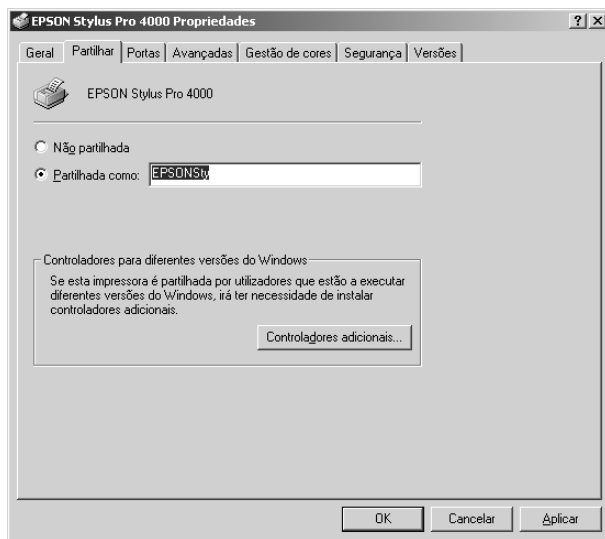 EPSON Stylus Pro 4000 Propriedades
Geral Partilhar Portas Avançadas Gestão de cores Segurança Versões
EPSON Stylus Pro 4000
Não partilhada
Partilhada como: EPSONSty
Controladores para diferentes versões do Windows
Se esta impressora é partilhada por utilizadores que estão a executar
diferentes versões do Windows, irá ter necessidade de instalar
controladores adicionais.
Controladores adicionais...
OK Cancelar Aplicar